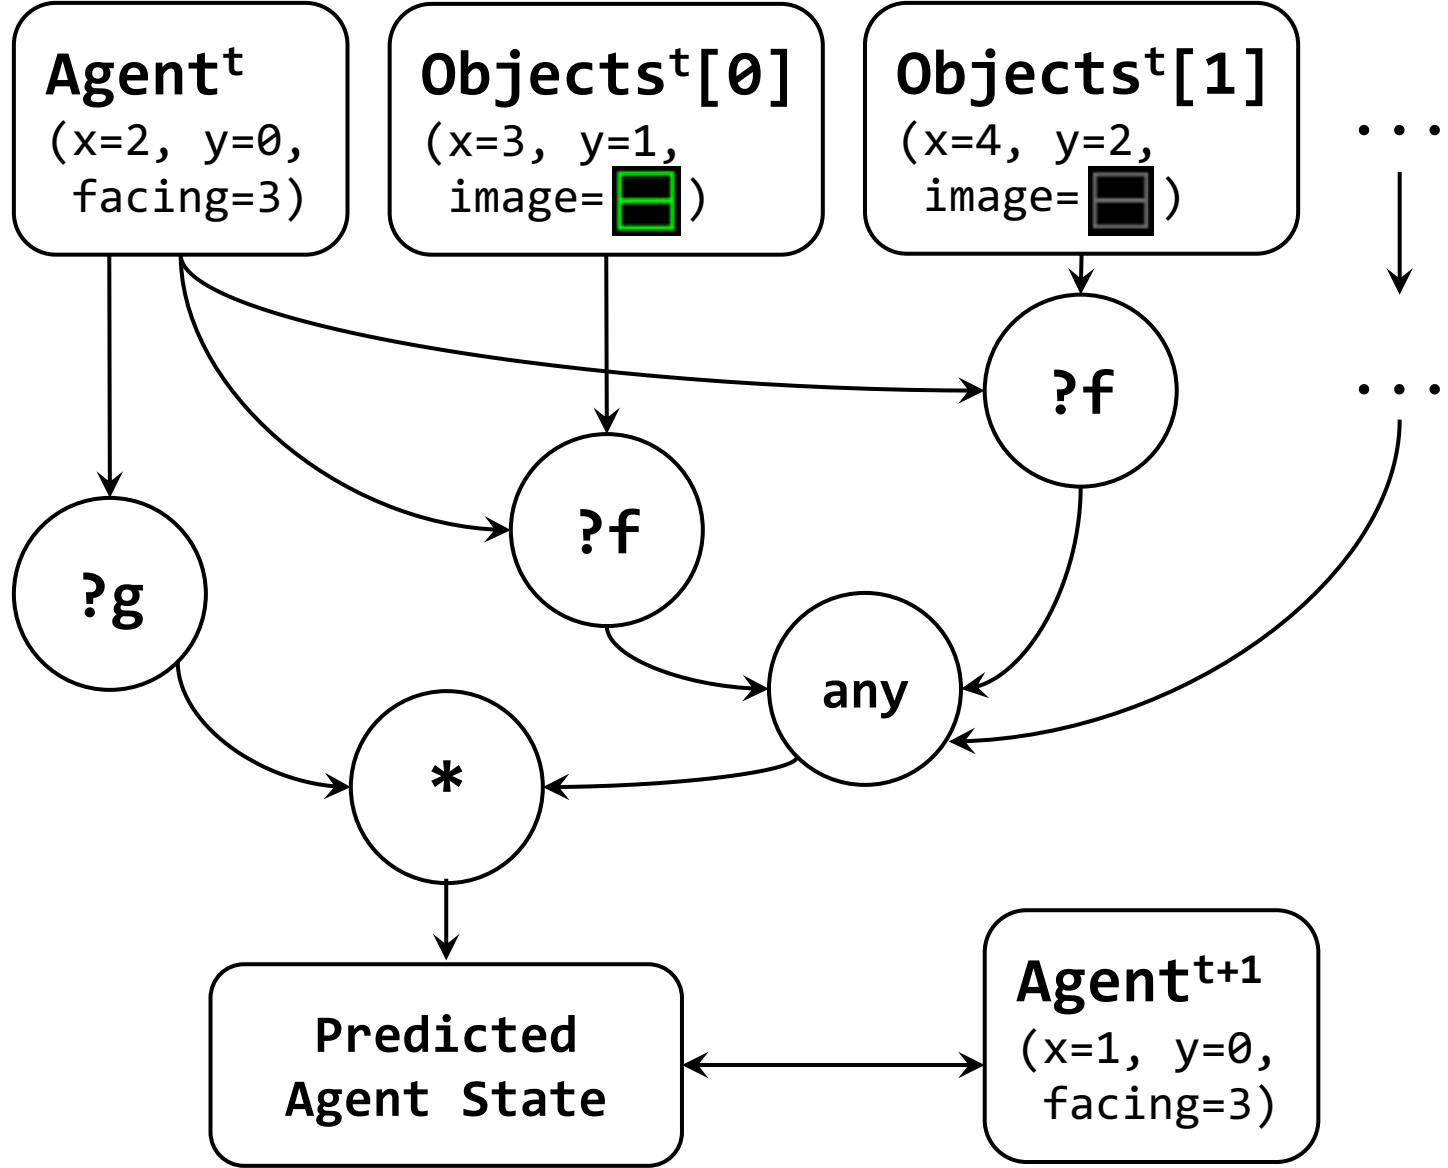 Agentᵗ
(x=2, y=0,
facing=3)
Objectsᵗ[0]
(x=3, y=1,
image= )
Objectsᵗ[1]
(x=4, y=2,
image= )
...
?f
...
?f
?g
any
*
Predicted
Agent State
Agentᵗ⁺¹
(x=1, y=0,
facing=3)